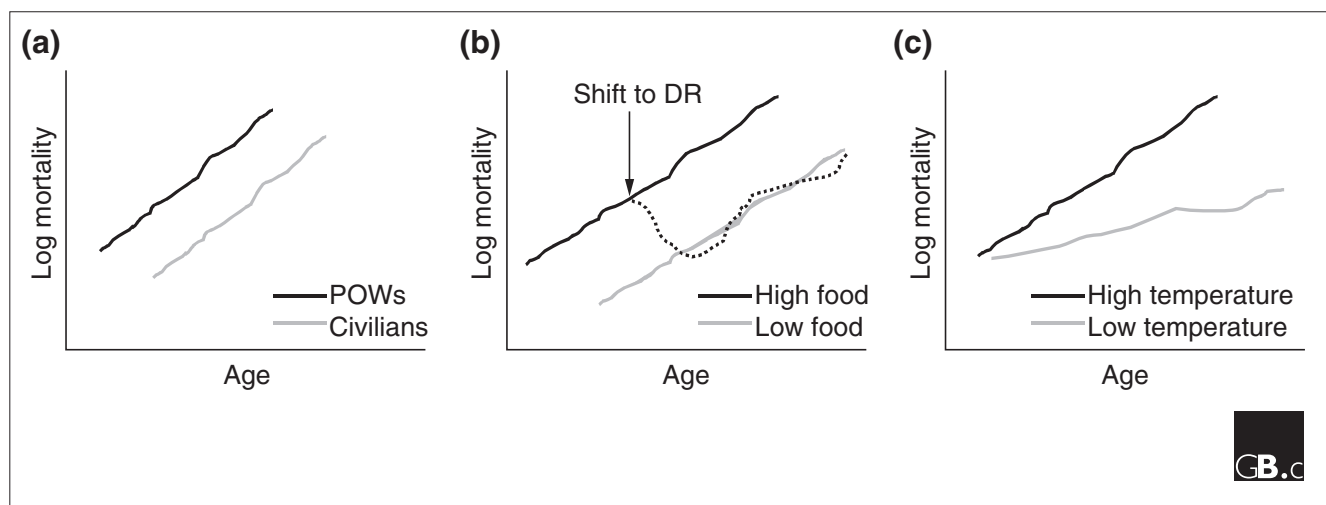 (a)
Log mortality
POWs
Civilians
Age
(b)
Shift to DR
Log mortality
High food
Low food
Age
(c)
Log mortality
High temperature
Low temperature
Age
GB.c